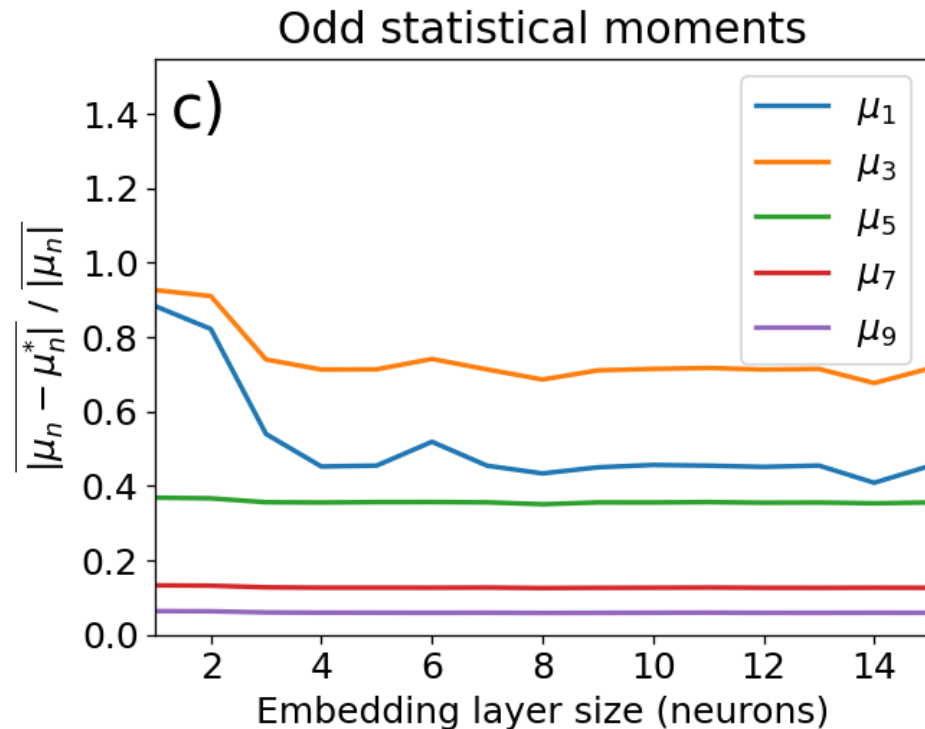 Odd statistical moments
c)
μ₁
μ₃
μ₅
μ₇
μ₉
1.4
1.2
1.0
0.8
0.6
0.4
0.2
0.0
|μₙ − μₙ*| / |μₙ|
2 4 6 8 10 12 14
Embedding layer size (neurons)